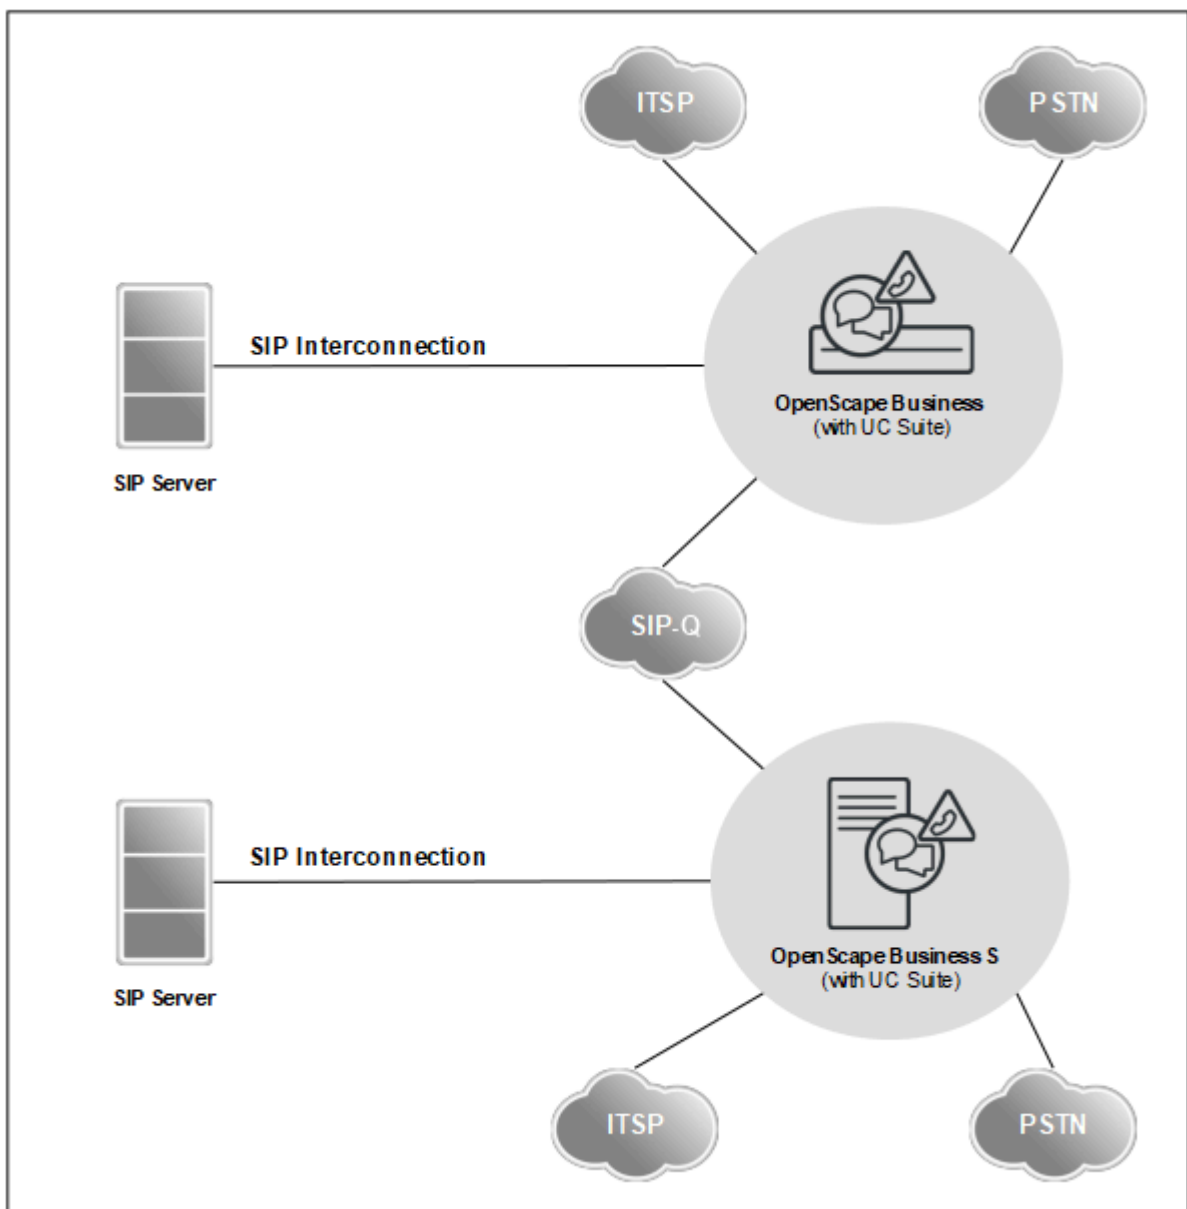 ITSP
PSTN
SIP Interconnection
OpenScape Business
(with UC Suite)
SIP Server
SIP-Q
SIP Interconnection
OpenScape Business S
(with UC Suite)
SIP Server
ITSP
PSTN